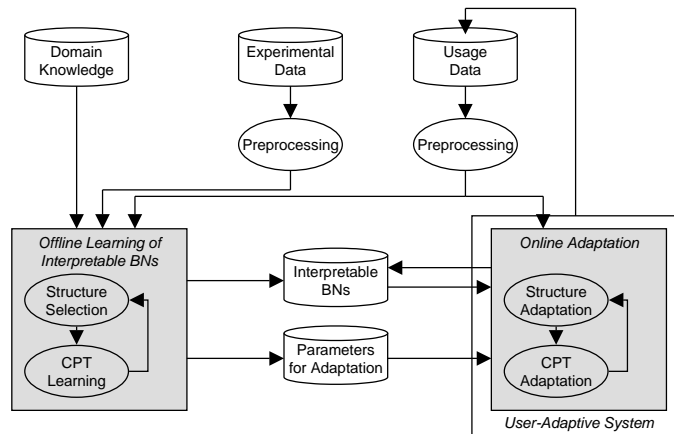 Domain
Knowledge
Experimental
Data
Usage
Data
Preprocessing
Preprocessing
Offline Learning of
Interpretable BNs
Structure
Selection
CPT
Learning
Interpretable
BNs
Parameters
for Adaptation
Online Adaptation
Structure
Adaptation
CPT
Adaptation
User-Adaptive System